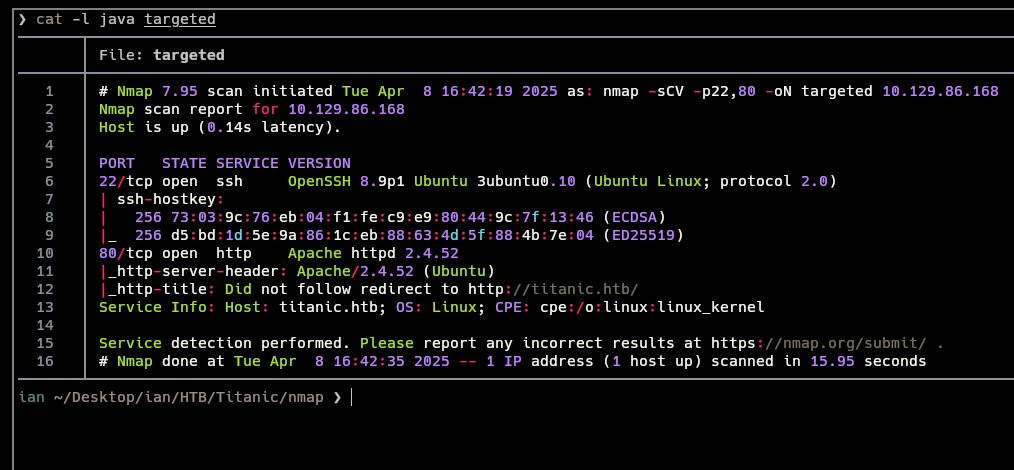 ❯ cat -l java targeted
File: targeted
1 # Nmap 7.95 scan initiated Tue Apr  8 16:42:19 2025 as: nmap -sCV -p22,80 -oN targeted 10.129.86.168
2 Nmap scan report for 10.129.86.168
3 Host is up (0.14s latency).
4
5 PORT   STATE SERVICE VERSION
6 22/tcp open  ssh     OpenSSH 8.9p1 Ubuntu 3ubuntu0.10 (Ubuntu Linux; protocol 2.0)
7 | ssh-hostkey:
8 |   256 73:03:9c:76:eb:04:f1:fe:c9:e9:80:44:9c:7f:13:46 (ECDSA)
9 |_  256 d5:bd:1d:5e:9a:86:1c:eb:88:63:4d:5f:88:4b:7e:04 (ED25519)
10 80/tcp open  http    Apache httpd 2.4.52
11 |_http-server-header: Apache/2.4.52 (Ubuntu)
12 |_http-title: Did not follow redirect to http://titanic.htb/
13 Service Info: Host: titanic.htb; OS: Linux; CPE: cpe:/o:linux:linux_kernel
14
15 Service detection performed. Please report any incorrect results at https://nmap.org/submit/ .
16 # Nmap done at Tue Apr  8 16:42:35 2025 -- 1 IP address (1 host up) scanned in 15.95 seconds
ian ~/Desktop/ian/HTB/Titanic/nmap ❯